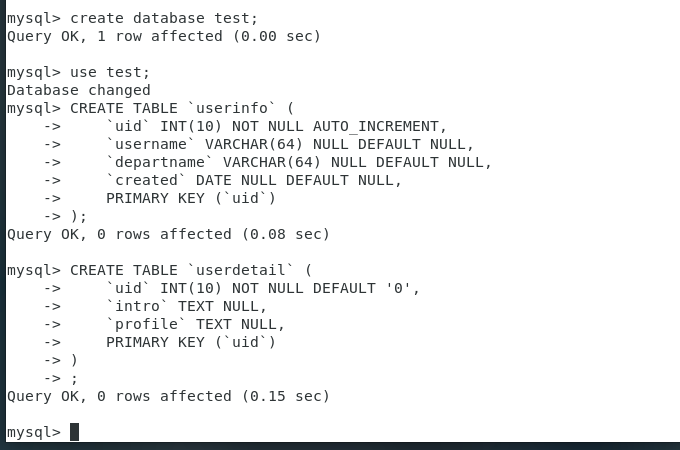 mysql> create database test;
Query OK, 1 row affected (0.00 sec)

mysql> use test;
Database changed
mysql> CREATE TABLE `userinfo` (
    ->     `uid` INT(10) NOT NULL AUTO_INCREMENT,
    ->     `username` VARCHAR(64) NULL DEFAULT NULL,
    ->     `departname` VARCHAR(64) NULL DEFAULT NULL,
    ->     `created` DATE NULL DEFAULT NULL,
    ->     PRIMARY KEY (`uid`)
    -> );
Query OK, 0 rows affected (0.08 sec)

mysql> CREATE TABLE `userdetail` (
    ->     `uid` INT(10) NOT NULL DEFAULT '0',
    ->     `intro` TEXT NULL,
    ->     `profile` TEXT NULL,
    ->     PRIMARY KEY (`uid`)
    -> )
    -> ;
Query OK, 0 rows affected (0.15 sec)

mysql>